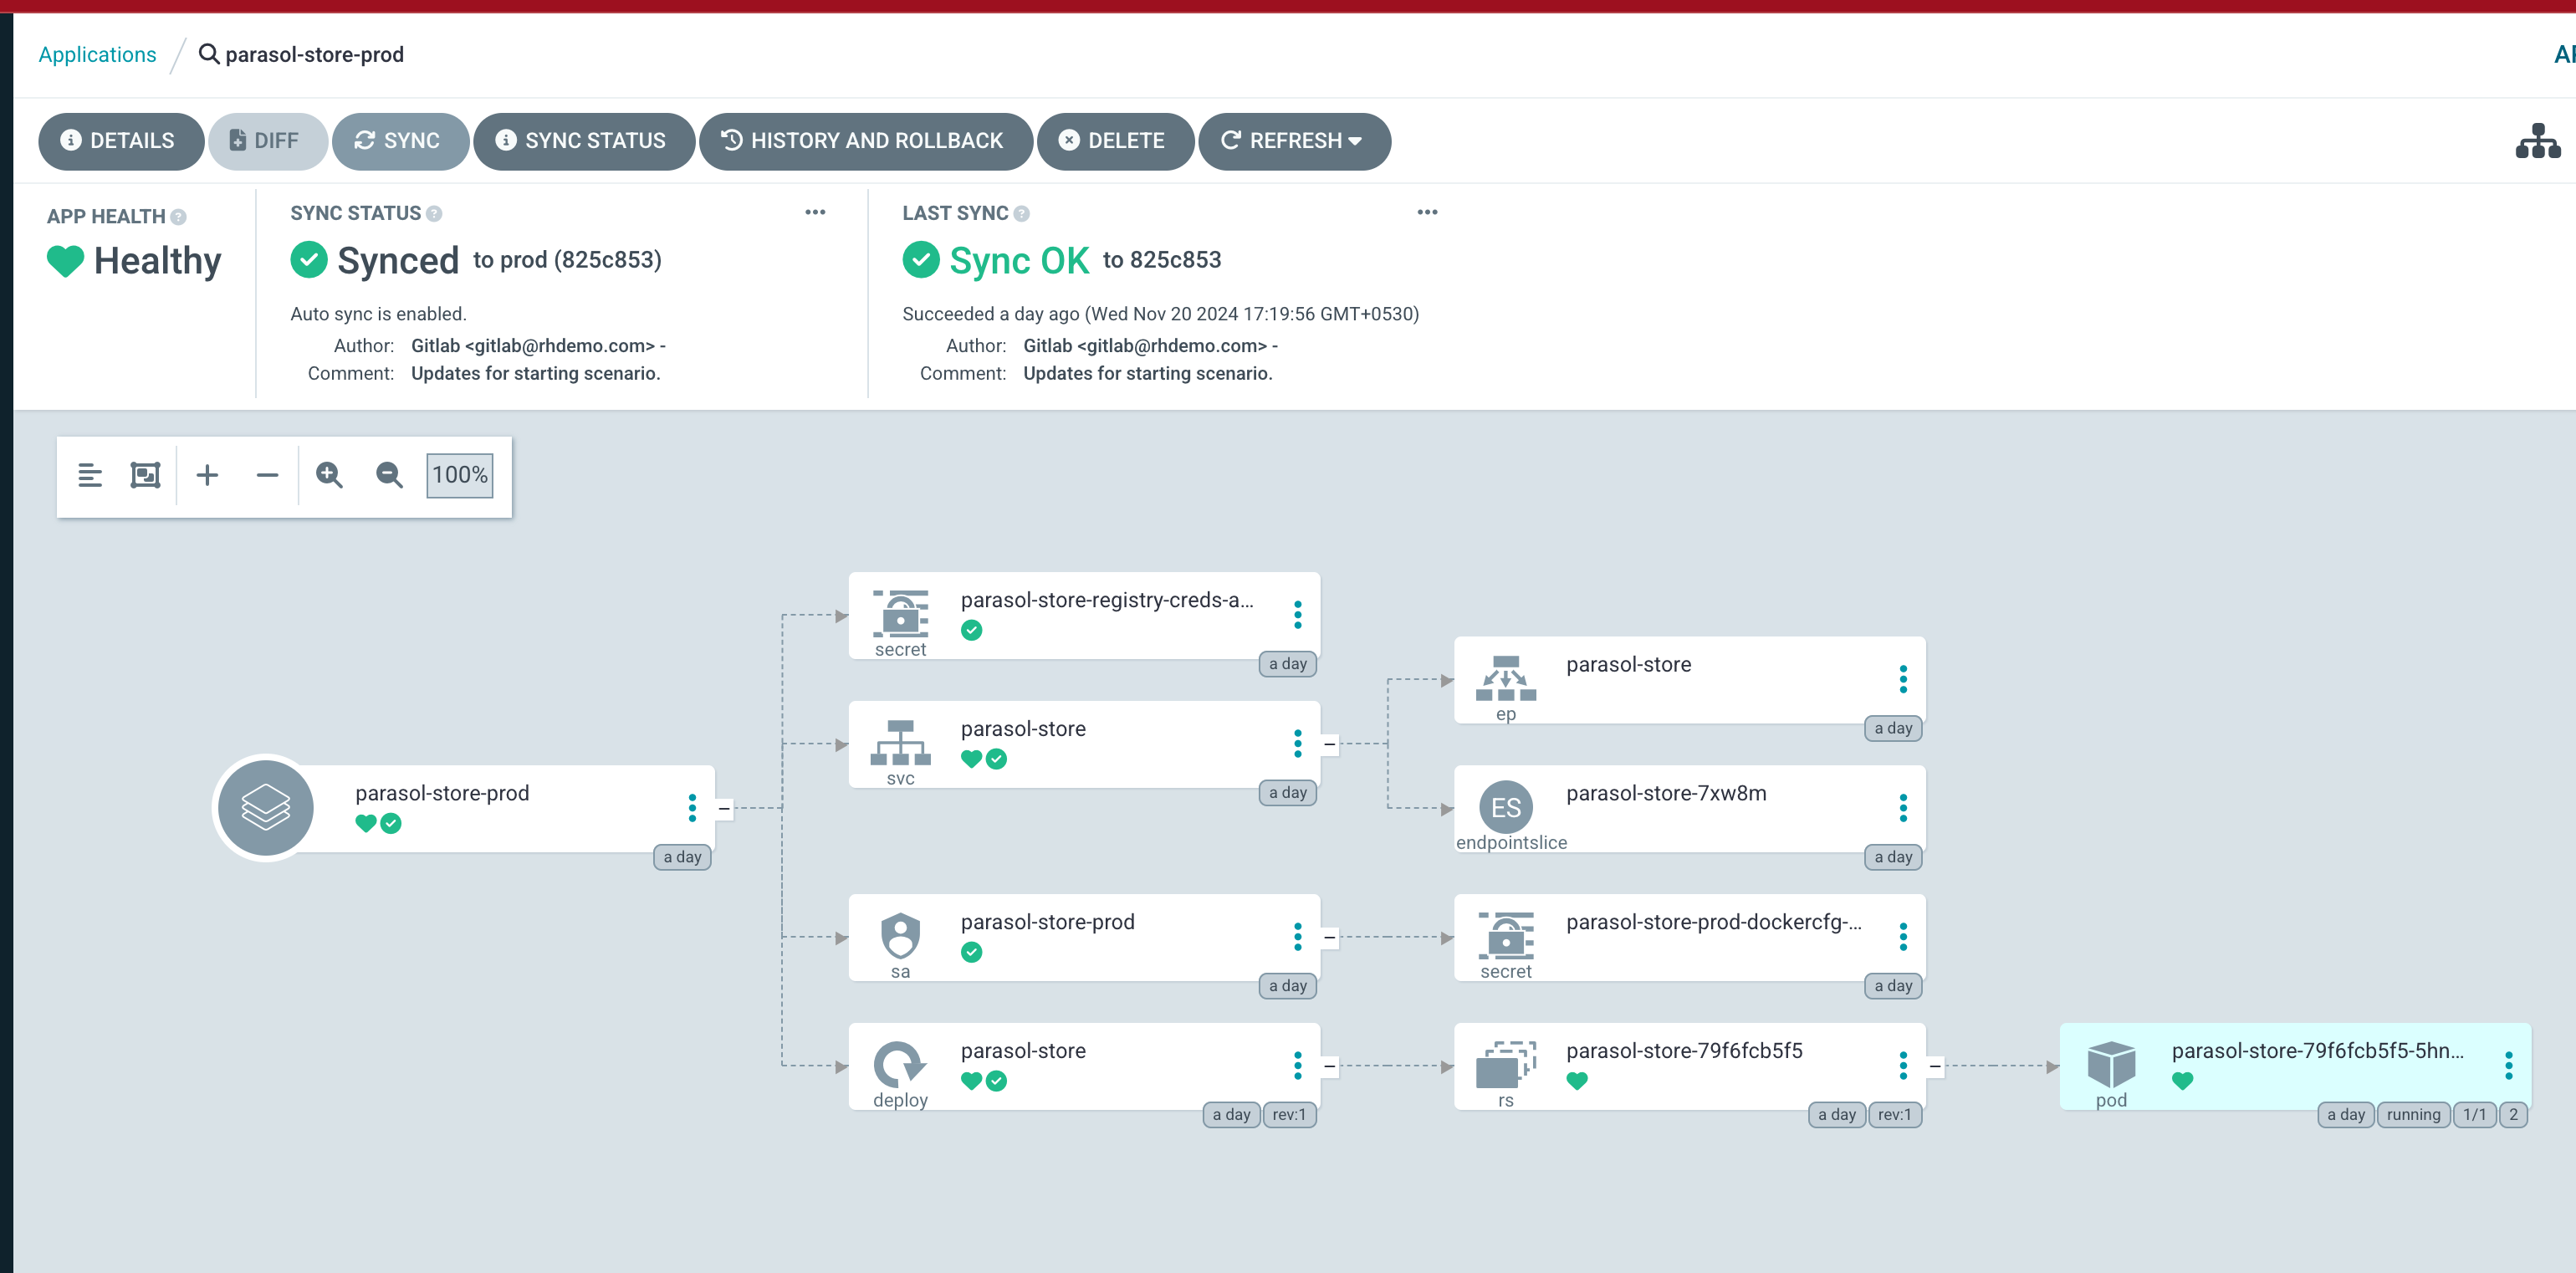 Applications / parasol-store-prod
DETAILS DIFF SYNC SYNC STATUS HISTORY AND ROLLBACK DELETE REFRESH
APP HEALTH
Healthy
SYNC STATUS
Synced to prod (825c853)
Auto sync is enabled.
Author: Gitlab <gitlab@rhdemo.com> -
Comment: Updates for starting scenario.
LAST SYNC
Sync OK to 825c853
Succeeded a day ago (Wed Nov 20 2024 17:19:56 GMT+0530)
Author: Gitlab <gitlab@rhdemo.com> -
Comment: Updates for starting scenario.
100%
parasol-store-prod
a day
parasol-store-registry-creds-a...
secret
a day
parasol-store
svc
a day
parasol-store-prod
sa
a day
parasol-store
deploy
a day rev:1
parasol-store
ep
a day
ES
parasol-store-7xw8m
endpointslice
a day
parasol-store-prod-dockercfg-...
secret
a day
parasol-store-79f6fcb5f5
rs
a day rev:1
parasol-store-79f6fcb5f5-5hn...
pod
a day running 1/1 2